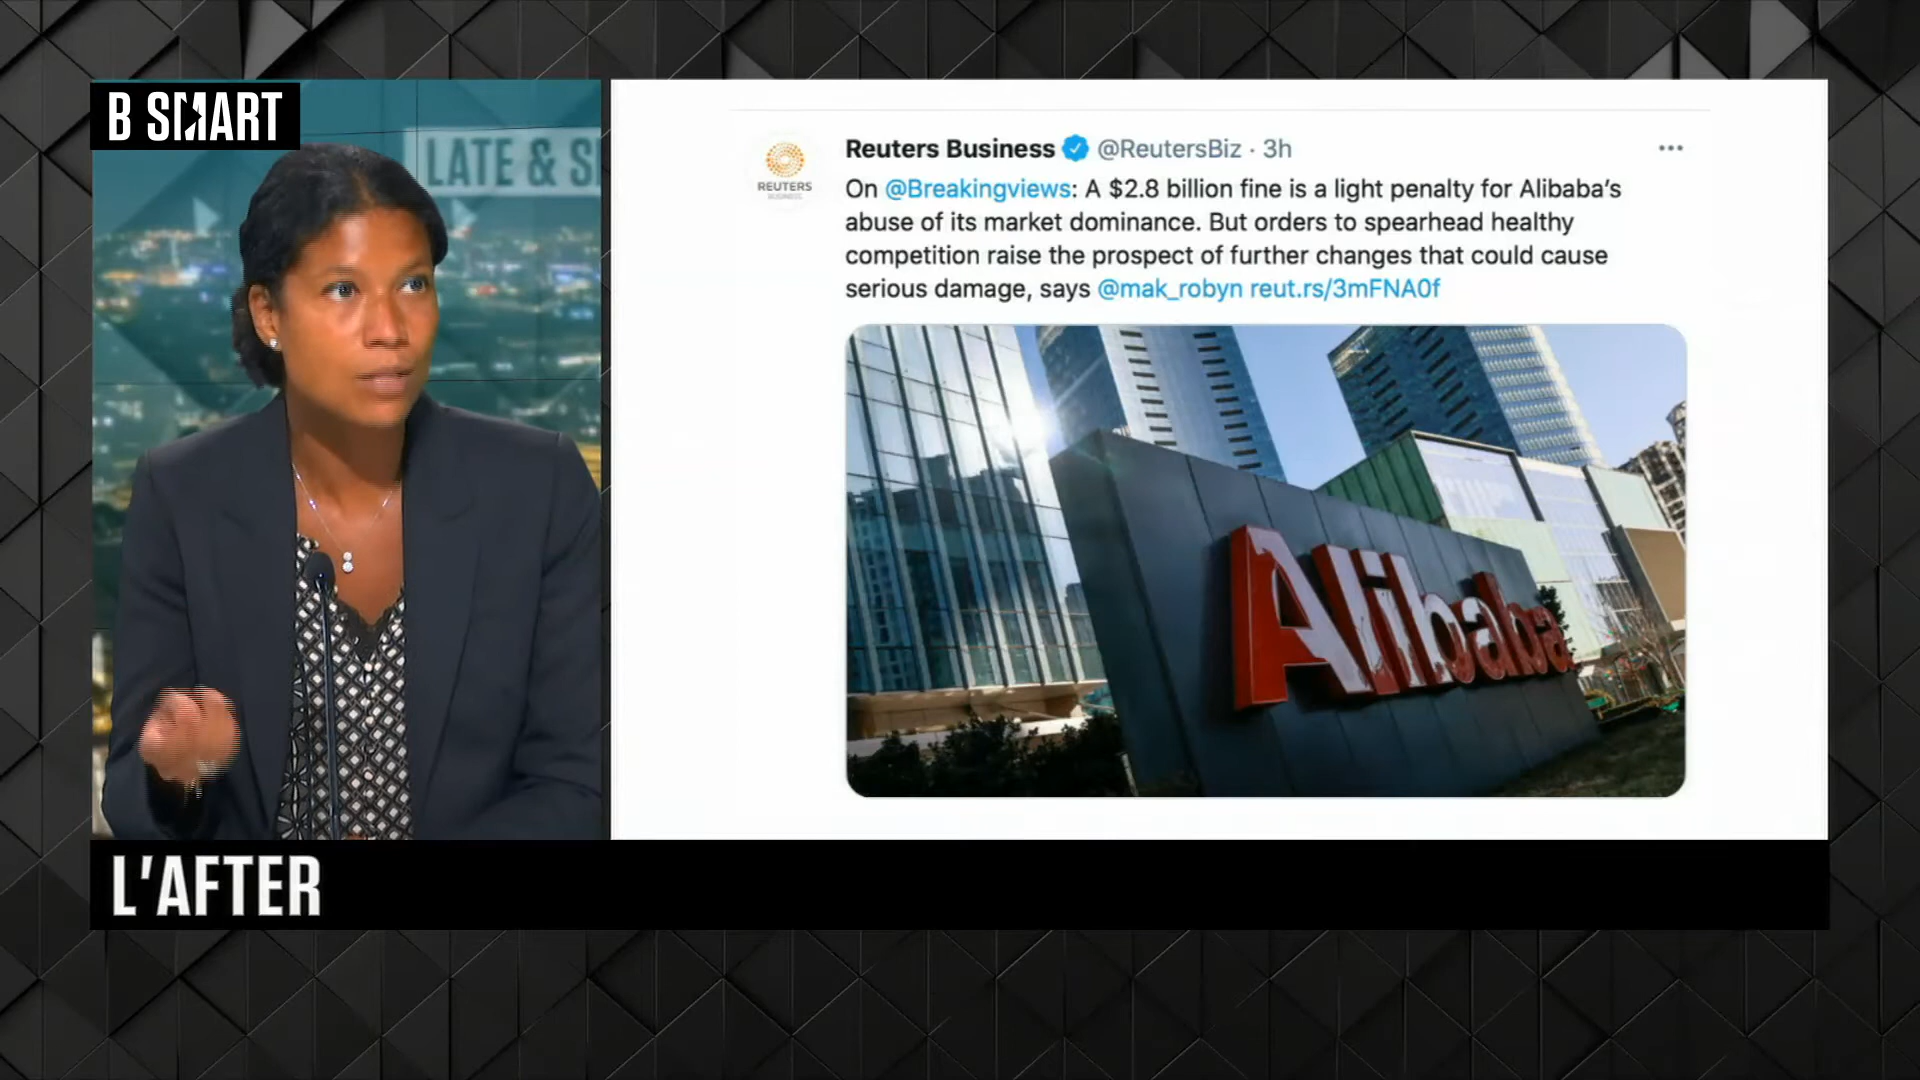 B SMART
LATE & S
Reuters Business @ReutersBiz · 3h
REUTERS
BUSINESS
On @Breakingviews: A $2.8 billion fine is a light penalty for Alibaba’s
abuse of its market dominance. But orders to spearhead healthy
competition raise the prospect of further changes that could cause
serious damage, says @mak_robyn reut.rs/3mFNA0f
Alibaba
L'AFTER